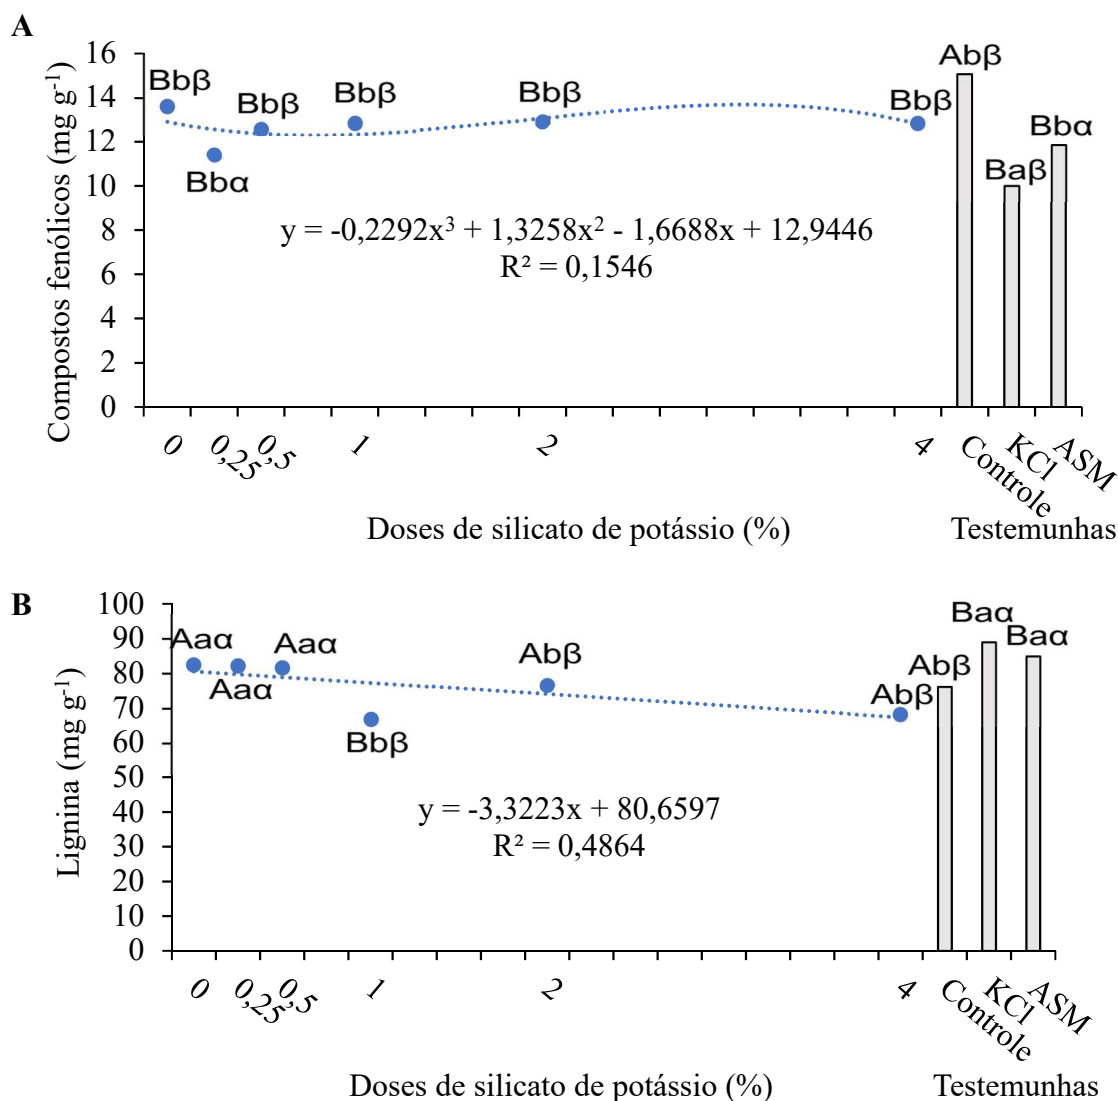 A
Compostos fenólicos (mg g⁻¹)
16
14
12
10
8
6
4
2
0
Bbβ
Bbα
Bbβ
Bbβ
Bbβ
Bbβ
Abβ
Baβ
Bbα
y = -0,2292x³ + 1,3258x² - 1,6688x + 12,9446
R² = 0,1546
0
0,25
0,5
1
2
4
Controle
KCl
ASM
Doses de silicato de potássio (%)
Testemunhas
B
Lignina (mg g⁻¹)
100
90
80
70
60
50
40
30
20
10
0
Aaα
Aaα
Aaα
Bbβ
Abβ
Abβ
Abβ
Baα
Baα
y = -3,3223x + 80,6597
R² = 0,4864
0
0,25
0,5
1
2
4
Controle
KCl
ASM
Doses de silicato de potássio (%)
Testemunhas